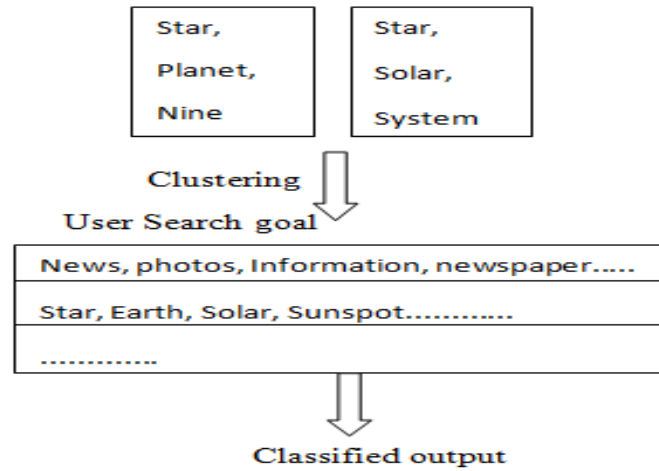 Star,
Planet,
Nine
Star,
Solar,
System
Clustering
User Search goal
News, photos, Information, newspaper.....
Star, Earth, Solar, Sunspot............
.............
Classified output